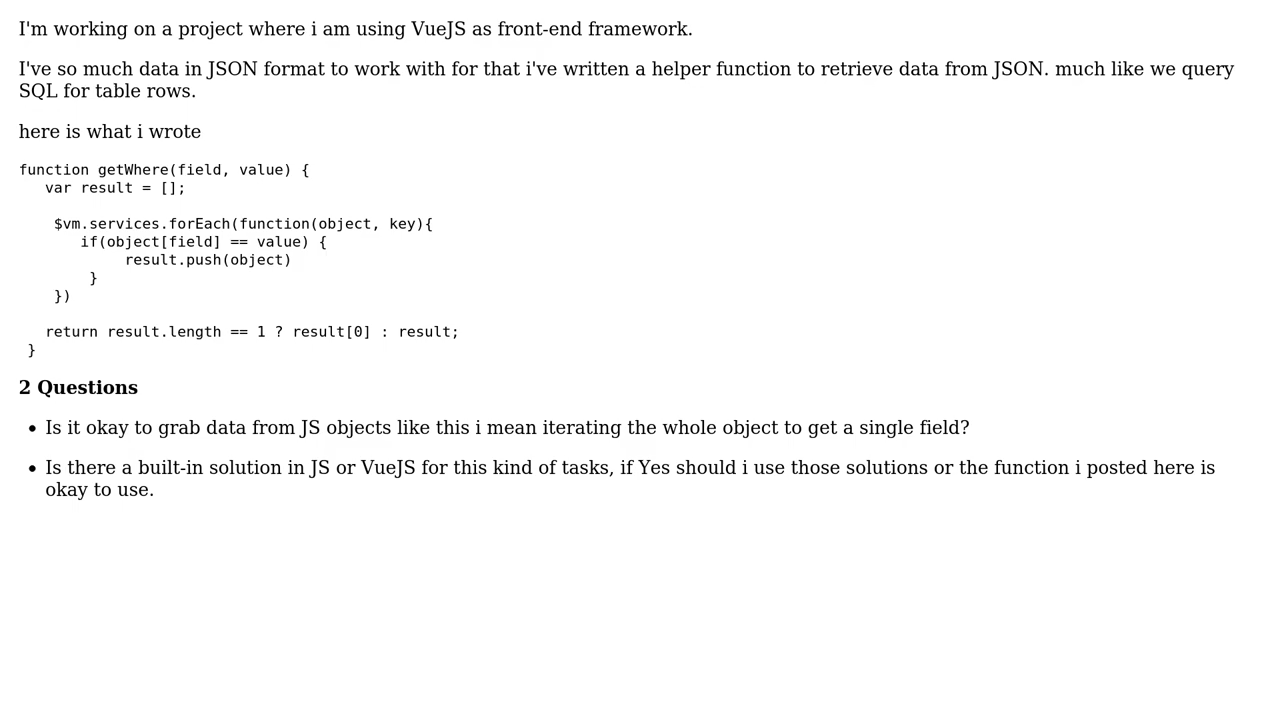 I'm working on a project where i am using VueJS as front-end framework.
I've so much data in JSON format to work with for that i've written a helper function to retrieve data from JSON. much like we query
SQL for table rows.
here is what i wrote
function getWhere(field, value) {
   var result = [];

    $vm.services.forEach(function(object, key){
       if(object[field] == value) {
            result.push(object)
        }
    })

   return result.length == 1 ? result[0] : result;
 }
2 Questions
• Is it okay to grab data from JS objects like this i mean iterating the whole object to get a single field?
• Is there a built-in solution in JS or VueJS for this kind of tasks, if Yes should i use those solutions or the function i posted here is
okay to use.